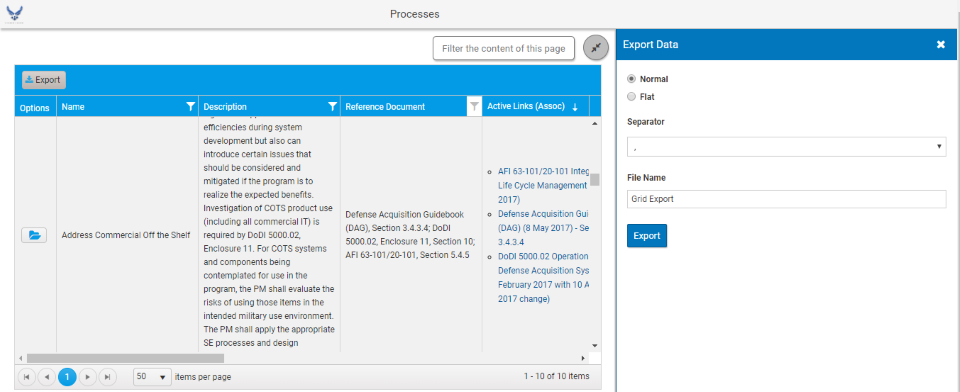 Processes
Filter the content of this page
Export
Options
Name
Description
Reference Document
Active Links (Assoc)
Address Commercial Off the Shelf
efficiencies during system
development but also can
introduce certain issues that
should be considered and
mitigated if the program is to
realize the expected benefits.
Investigation of COTS product use
(including all commercial IT) is
required by DoDI 5000.02,
Enclosure 11. For COTS systems
and components being
contemplated for use in the
program, the PM shall evaluate the
risks of using those items in the
intended military use environment.
The PM shall apply the appropriate
SE processes and design
Defense Acquisition Guidebook
(DAG), Section 3.4.3.4; DoDI
5000.02, Enclosure 11, Section 10;
AFI 63-101/20-101, Section 5.4.5
AFI 63-101/20-101 Integ
Life Cycle Management
2017)
Defense Acquisition Gui
(DAG) (8 May 2017) - Se
3.4.3.4
DoDI 5000.02 Operation
Defense Acquisition Sys
February 2017 with 10 A
2017 change)
1
50
items per page
1 - 10 of 10 items
Export Data
Normal
Flat
Separator
,
File Name
Grid Export
Export